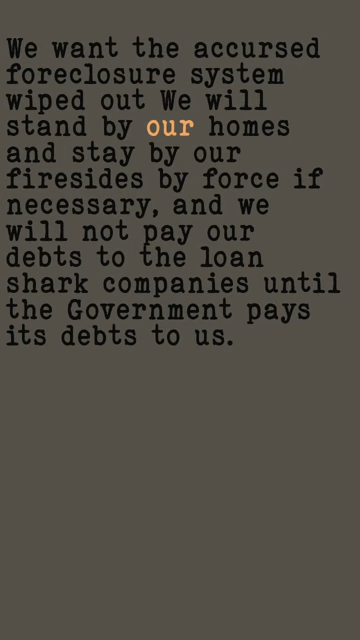 We want the accursed
foreclosure system
wiped out We will
stand by our homes
and stay by our
firesides by force if
necessary, and we
will not pay our
debts to the loan
shark companies until
the Government pays
its debts to us.